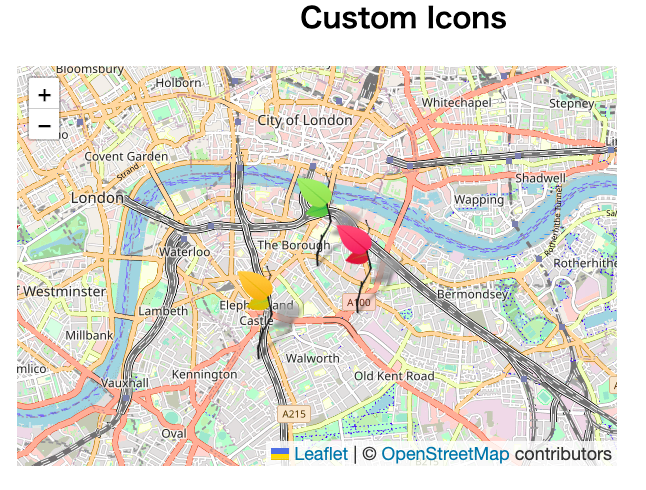 Custom Icons
Bloomsbury
Holborn
Whitechapel
Stepney
+
−
City of London
Covent Garden
Strand
Shadwell
London
Wapping
Rotherhithe Tunnel
The Borough
Waterloo
Rotherhithe
f Westminster
Bermondsey
A100
Elephant and
Castle
Lambeth
Millbank
Walworth
Kennington
mlico
Old Kent Road
Vauxhall
A215
Oval
Leaflet | © OpenStreetMap contributors